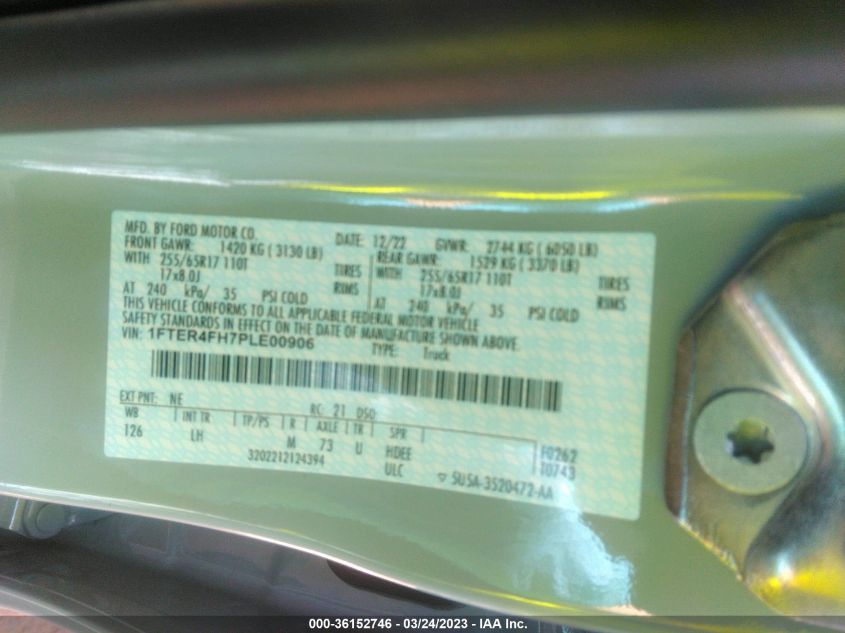 MFD. BY FORD MOTOR CO.
DATE: 12/22 GVWR: 2744 KG ( 6050 LB)
FRONT GAWR: 1420 KG ( 3130 LB)
WITH 255/65R17 110T TIRES
17x8.0J RIMS
AT 240 kPa/ 35 PSI COLD
REAR GAWR: 1529 KG ( 3370 LB)
WITH 255/65R17 110T TIRES
17x8.0J RIMS
AT 240 kPa/ 35 PSI COLD
THIS VEHICLE CONFORMS TO ALL APPLICABLE FEDERAL MOTOR VEHICLE
SAFETY STANDARDS IN EFFECT ON THE DATE OF MANUFACTURE SHOWN ABOVE.
VIN: 1FTER4FH7PLE00906
TYPE: Truck
EXT PNT: NE RC: 21 DSO:
WB INT TR TP/PS R AXLE TR SPR
126 LH M 73 U HDEE
ULC
F0262
T0743
3202212124394
5U5A-3520472-AA
000-36152746 / 03/24/2023 / IAA Inc.